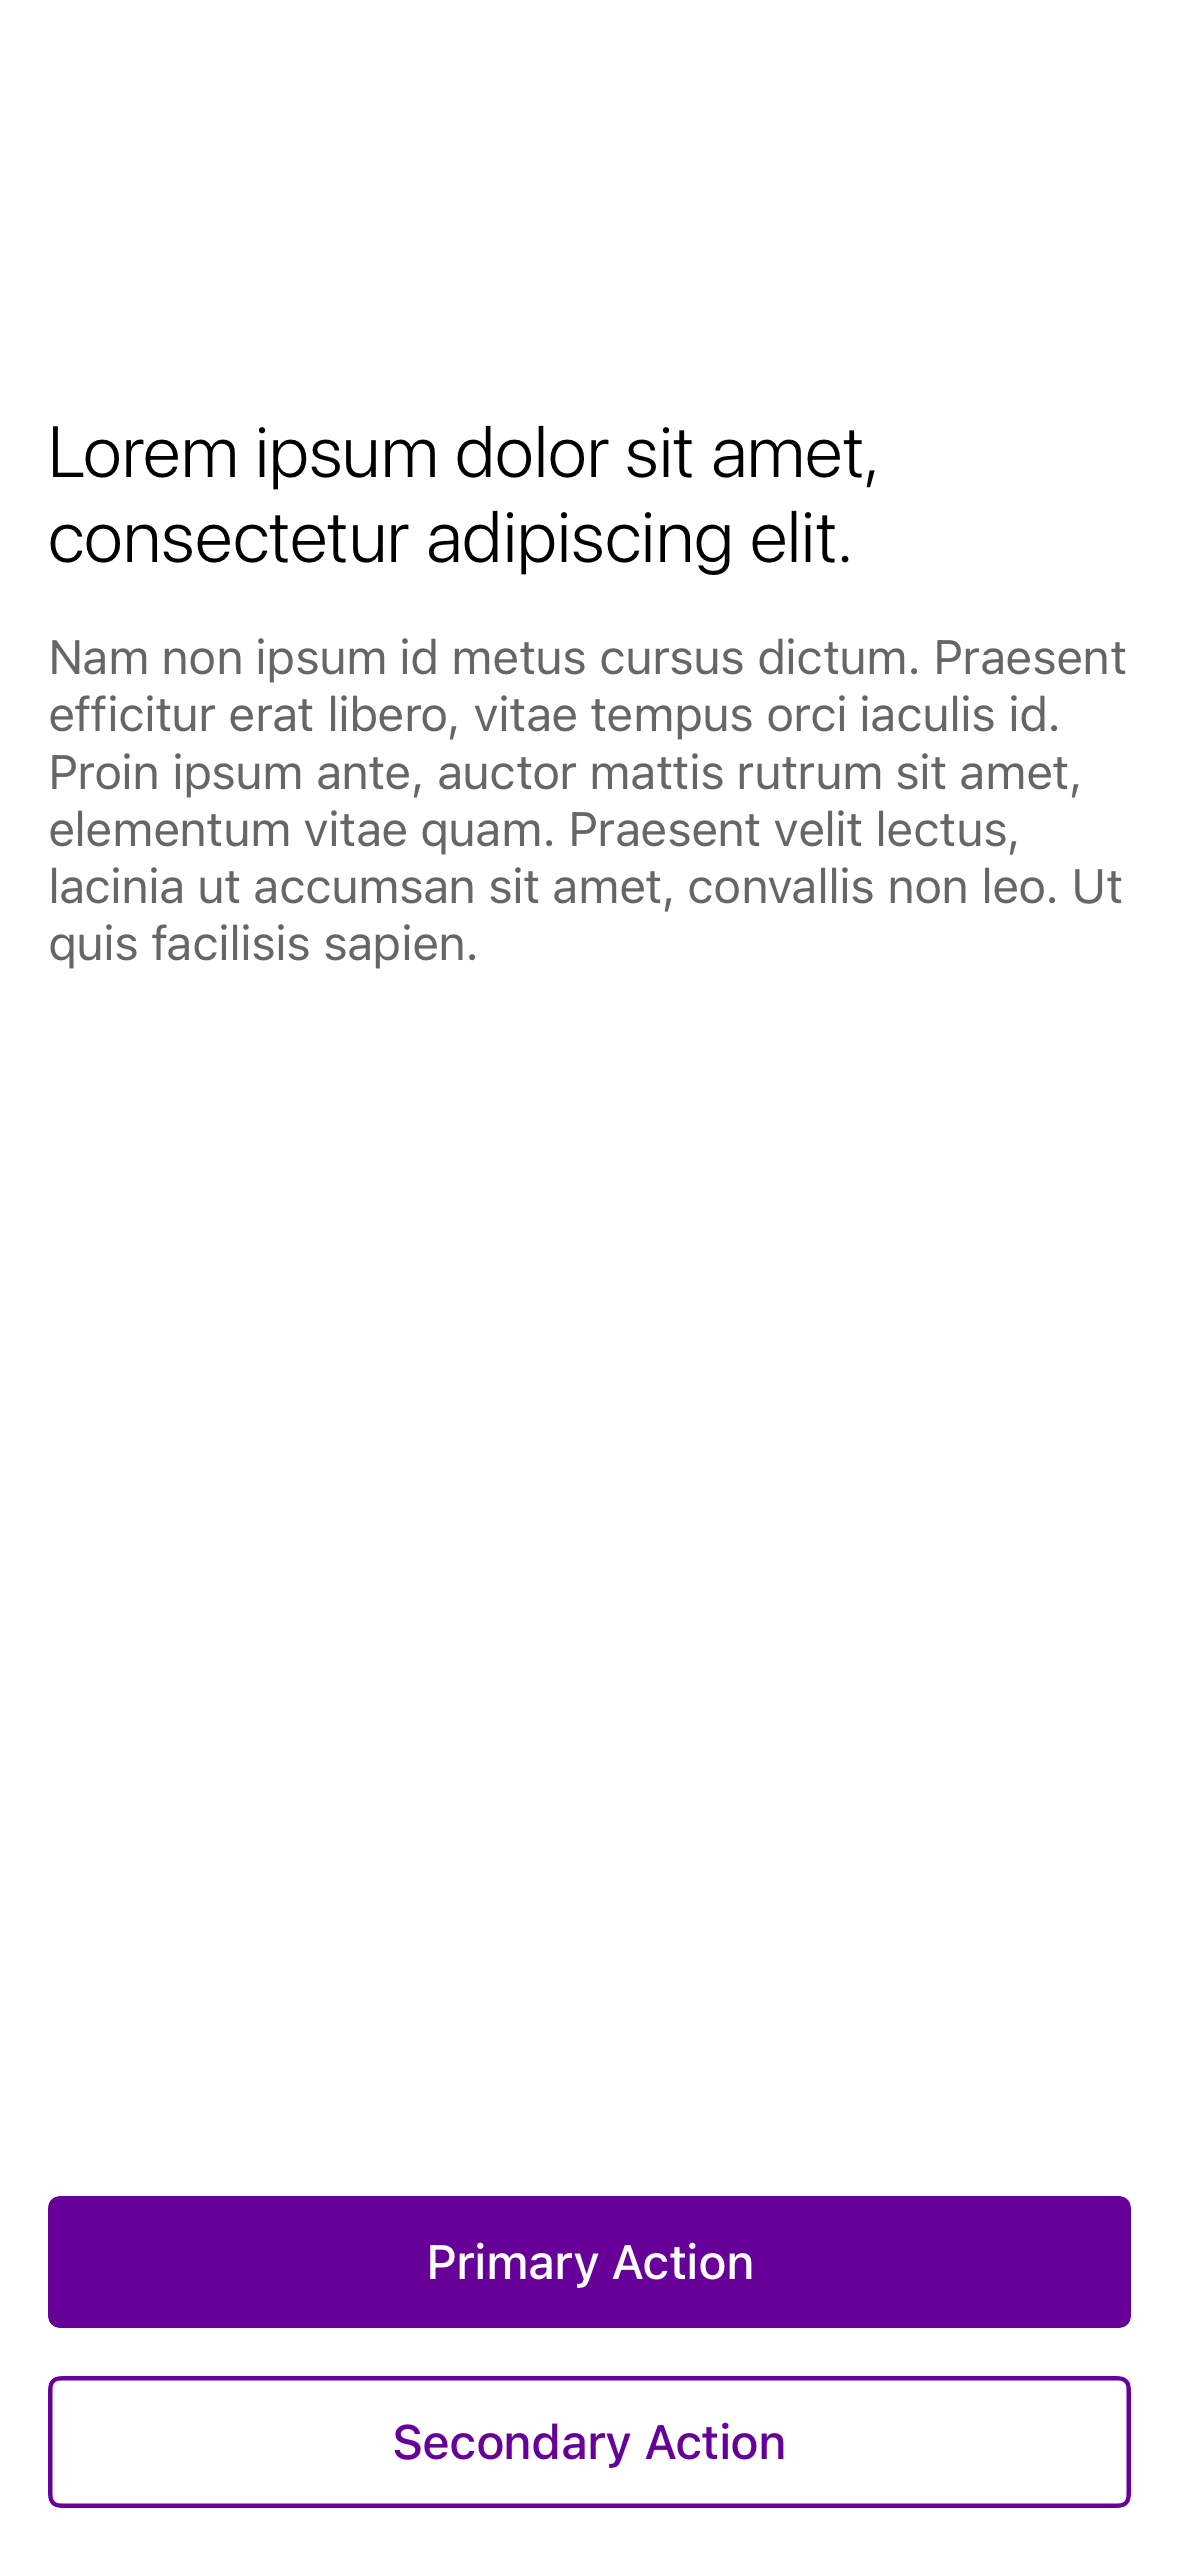 Lorem ipsum dolor sit amet,
consectetur adipiscing elit.
Nam non ipsum id metus cursus dictum. Praesent
efficitur erat libero, vitae tempus orci iaculis id.
Proin ipsum ante, auctor mattis rutrum sit amet,
elementum vitae quam. Praesent velit lectus,
lacinia ut accumsan sit amet, convallis non leo. Ut
quis facilisis sapien.
Primary Action
Secondary Action